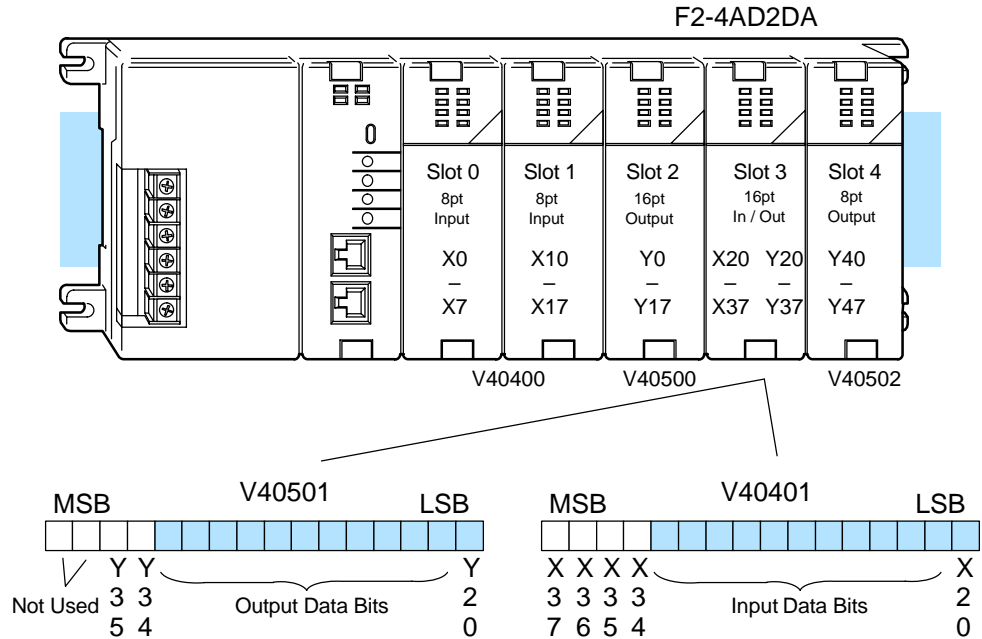 F2-4AD2DA
Slot 0 Slot 1 Slot 2 Slot 3 Slot 4
8pt 8pt 16pt 16pt 8pt
Input Input Output In / Out Output
X0 X10 Y0 X20 Y20 Y40
– – – – – –
X7 X17 Y17 X37 Y37 Y47
V40400 V40500 V40502
MSB V40501 LSB MSB V40401 LSB
Y Y Y X X X X X
Not Used 3 3 Output Data Bits 2 3 3 3 3 Input Data Bits 2
5 4 0 7 6 5 4 0